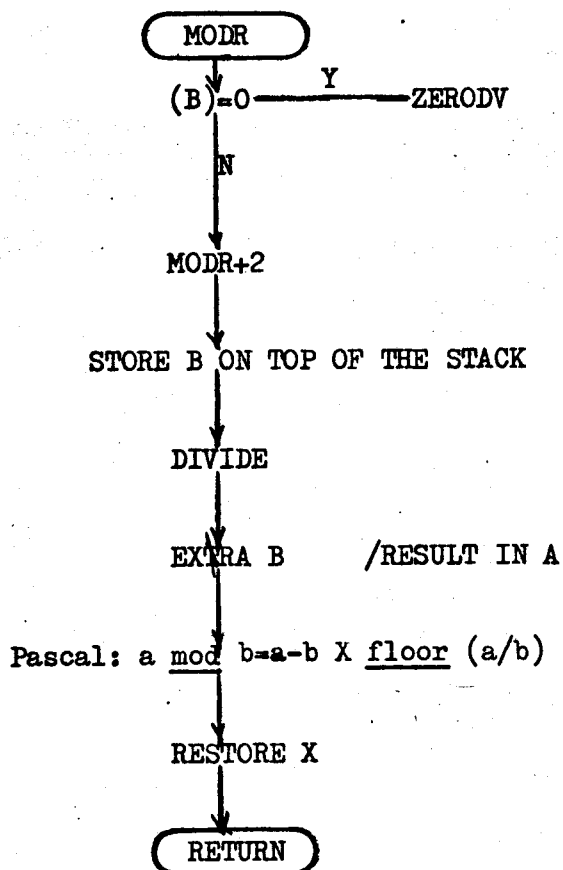 MODR
(B)=0 Y ZERODV
N
MODR+2
STORE B ON TOP OF THE STACK
DIVIDE
EXTRA B /RESULT IN A
Pascal: a mod b=a-b X floor (a/b)
RESTORE X
RETURN